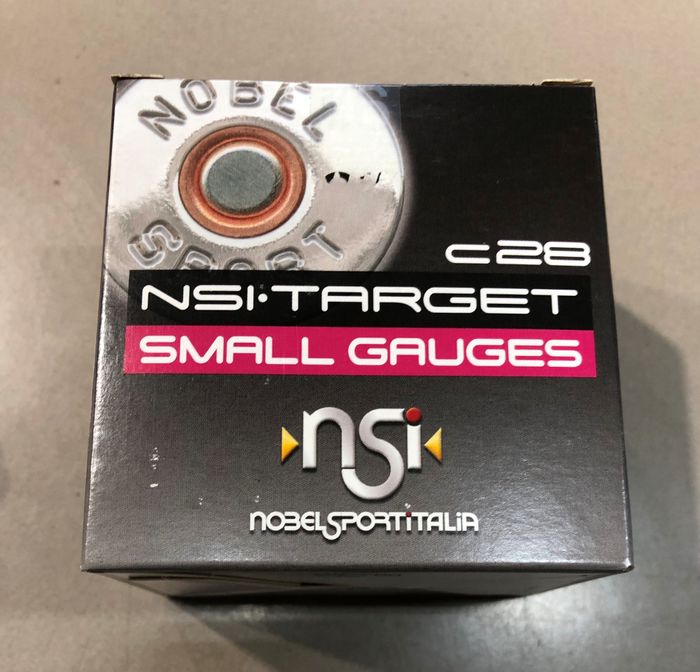 NOBEL
SPORT
c28
NSI·TARGET
SMALL GAUGES
nsi
NOBELSPORTITALIA